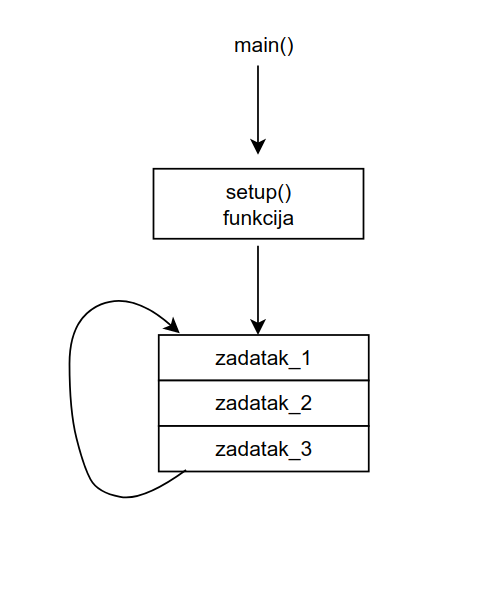 main()
setup()
funkcija
zadatak_1
zadatak_2
zadatak_3